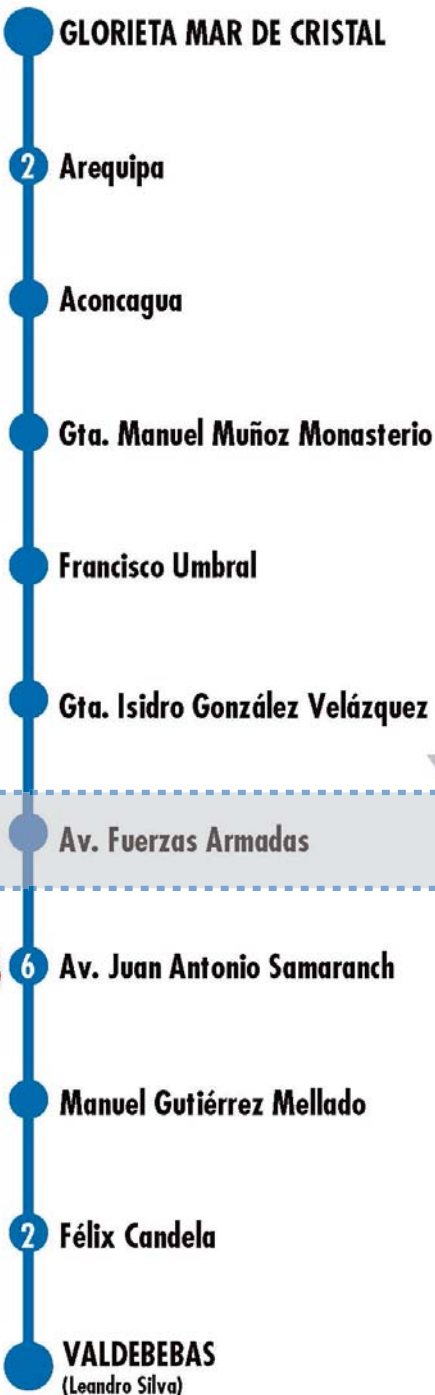 GLORIETA MAR DE CRISTAL
2 Arequipa
Aconcagua
Gta. Manuel Muñoz Monasterio
Francisco Umbral
Gta. Isidro González Velázquez
Av. Fuerzas Armadas
6 Av. Juan Antonio Samaranch
Manuel Gutiérrez Mellado
2 Félix Candela
VALDEBEBAS
(Leandro Silva)